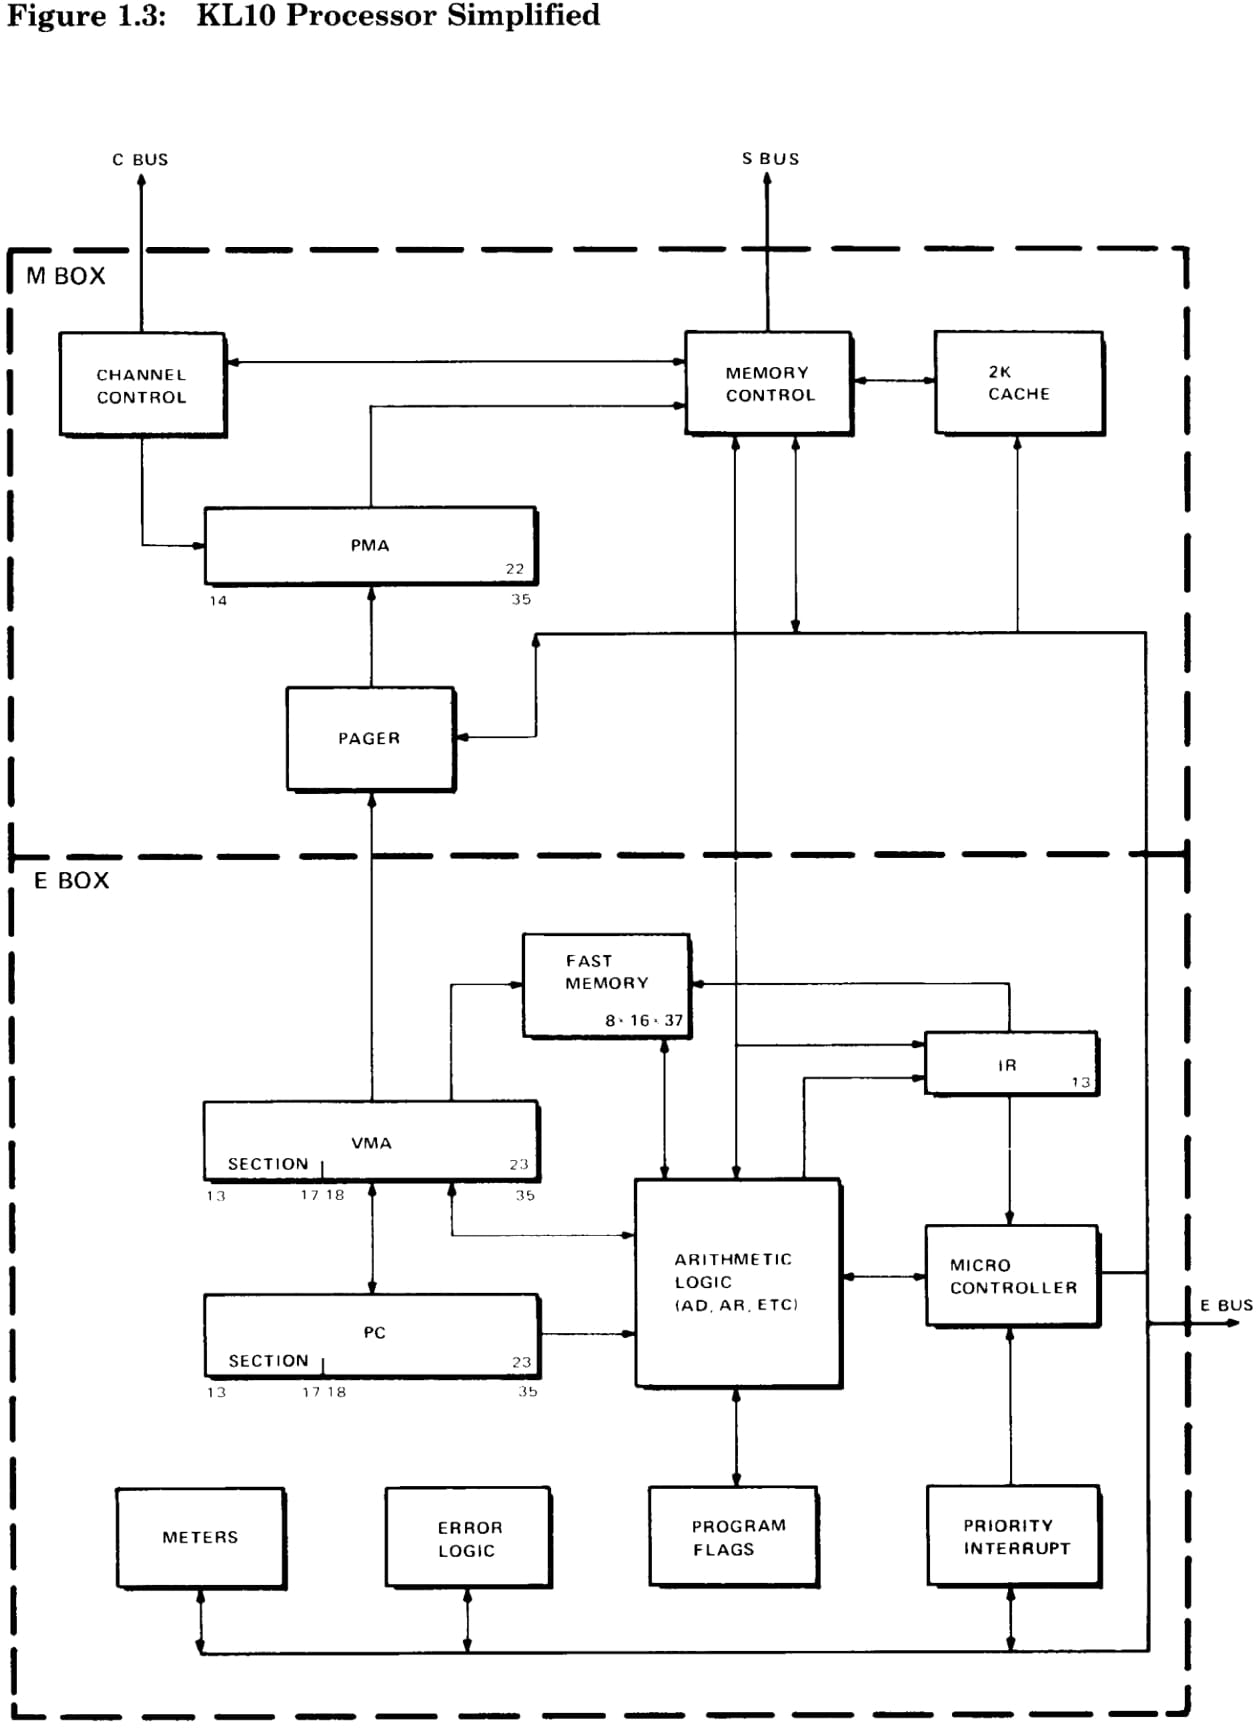 Figure 1.3: KL10 Processor Simplified
C BUS
S BUS
M BOX
CHANNEL
CONTROL
MEMORY
CONTROL
2K
CACHE
PMA
22
14
35
PAGER
E BOX
FAST
MEMORY
8 · 16 · 37
IR
13
VMA
SECTION
23
13
17 18
35
ARITHMETIC
LOGIC
(AD, AR, ETC)
MICRO
CONTROLLER
E BUS
PC
SECTION
23
13
17 18
35
METERS
ERROR
LOGIC
PROGRAM
FLAGS
PRIORITY
INTERRUPT